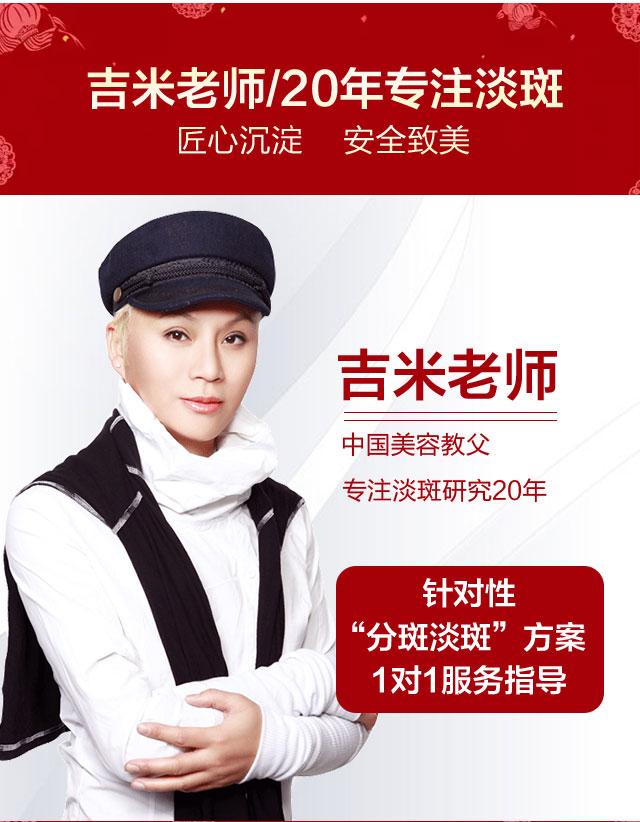 吉米老师/20年专注淡斑
匠心沉淀 安全致美
吉米老师
中国美容教父
专注淡斑研究20年
针对性
“分斑淡斑”方案
1对1服务指导